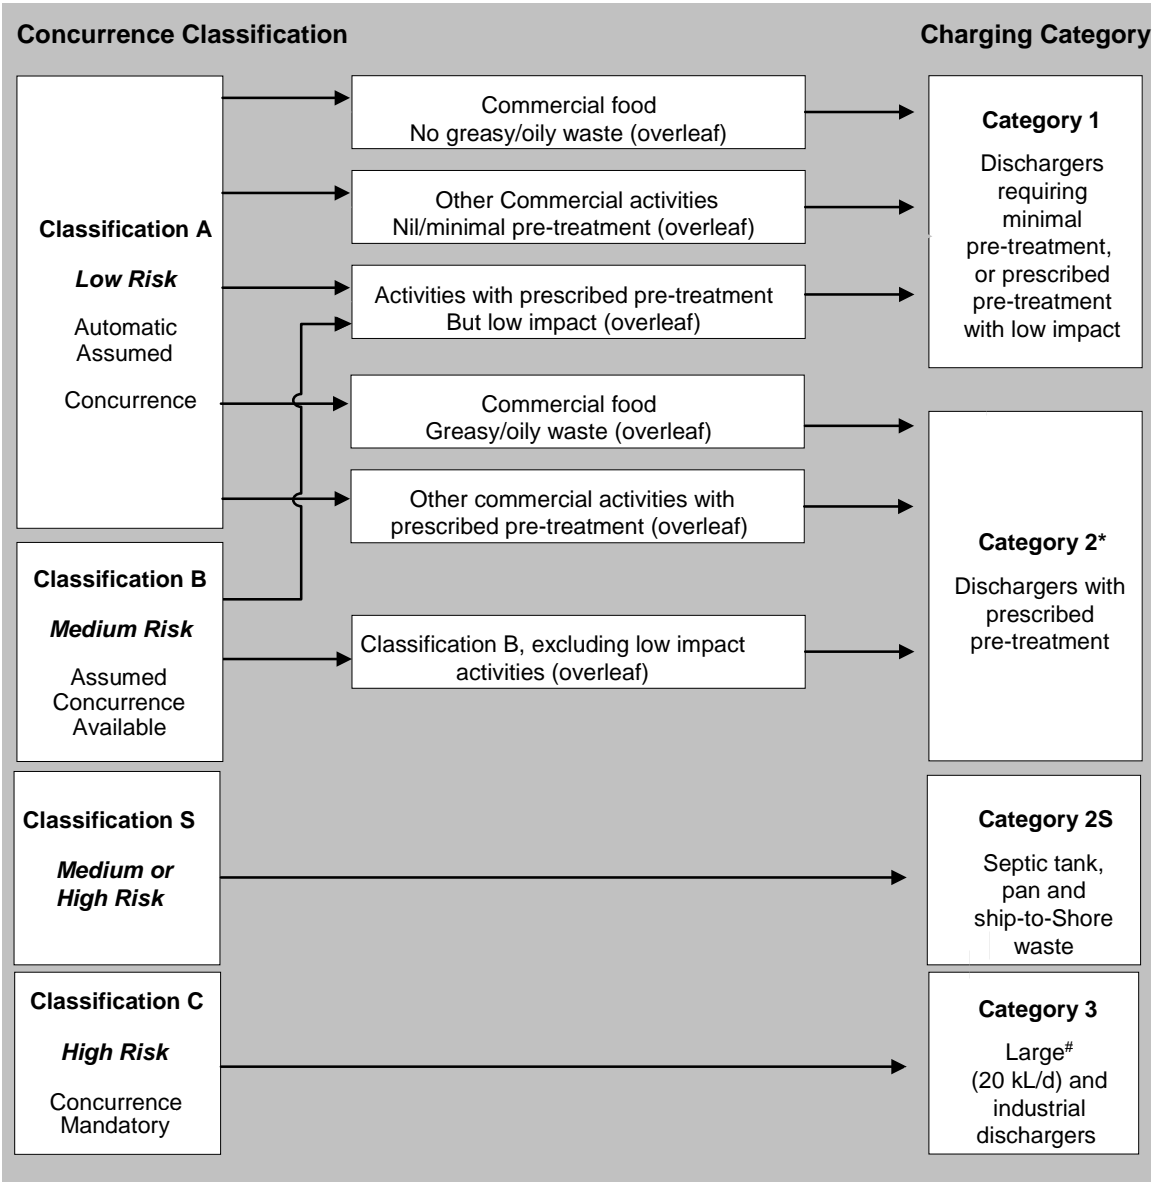 Concurrence Classification
Charging Category
Classification A
Low Risk
Automatic
Assumed
Concurrence
Commercial food
No greasy/oily waste (overleaf)
Other Commercial activities
Nil/minimal pre-treatment (overleaf)
Activities with prescribed pre-treatment
But low impact (overleaf)
Commercial food
Greasy/oily waste (overleaf)
Other commercial activities with
prescribed pre-treatment (overleaf)
Category 1
Dischargers
requiring
minimal
pre-treatment,
or prescribed
pre-treatment
with low impact
Classification B
Medium Risk
Assumed
Concurrence
Available
Classification B, excluding low impact
activities (overleaf)
Category 2*
Dischargers with
prescribed
pre-treatment
Classification S
Medium or
High Risk
Category 2S
Septic tank,
pan and
ship-to-Shore
waste
Classification C
High Risk
Concurrence
Mandatory
Category 3
Large#
(20 kL/d) and
industrial
dischargers